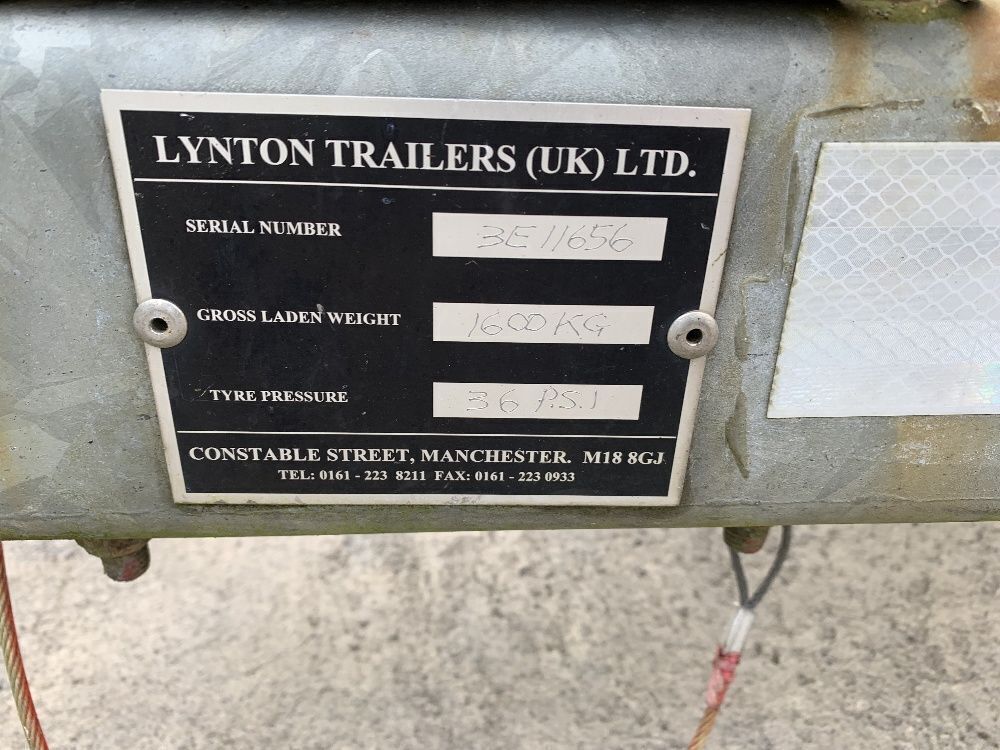 LYNTON TRAILERS (UK) LTD.
SERIAL NUMBER 3E11656
GROSS LADEN WEIGHT 1600KG
TYRE PRESSURE 36 P.S.I
CONSTABLE STREET, MANCHESTER. M18 8GJ
TEL: 0161 - 223 8211 FAX: 0161 - 223 0933